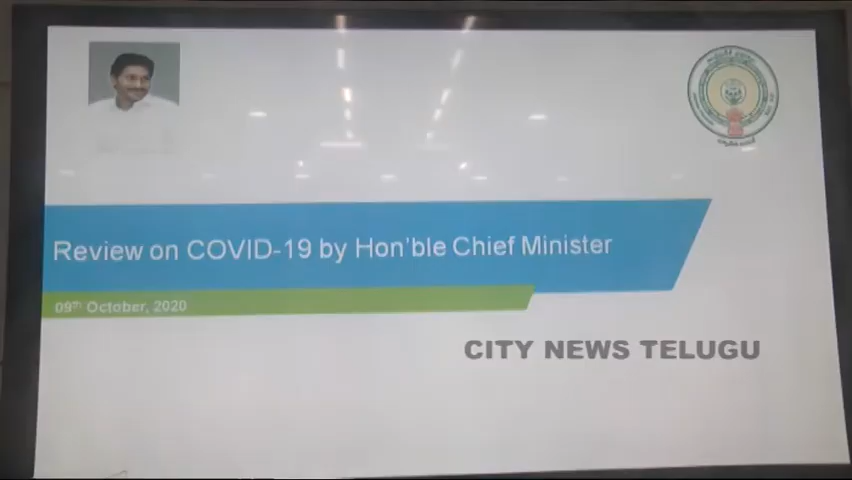 Review on COVID-19 by Hon'ble Chief Minister
09th October, 2020
CITY NEWS TELUGU